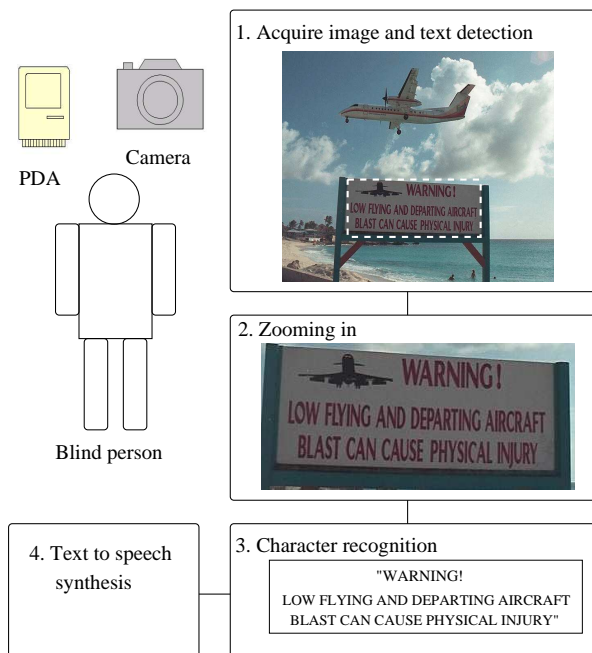 1. Acquire image and text detection
WARNING!
LOW FLYING AND DEPARTING AIRCRAFT
BLAST CAN CAUSE PHYSICAL INJURY
Camera
PDA
2. Zooming in
WARNING!
LOW FLYING AND DEPARTING AIRCRAFT
BLAST CAN CAUSE PHYSICAL INJURY
Blind person
3. Character recognition
"WARNING!
LOW FLYING AND DEPARTING AIRCRAFT
BLAST CAN CAUSE PHYSICAL INJURY"
4. Text to speech
synthesis